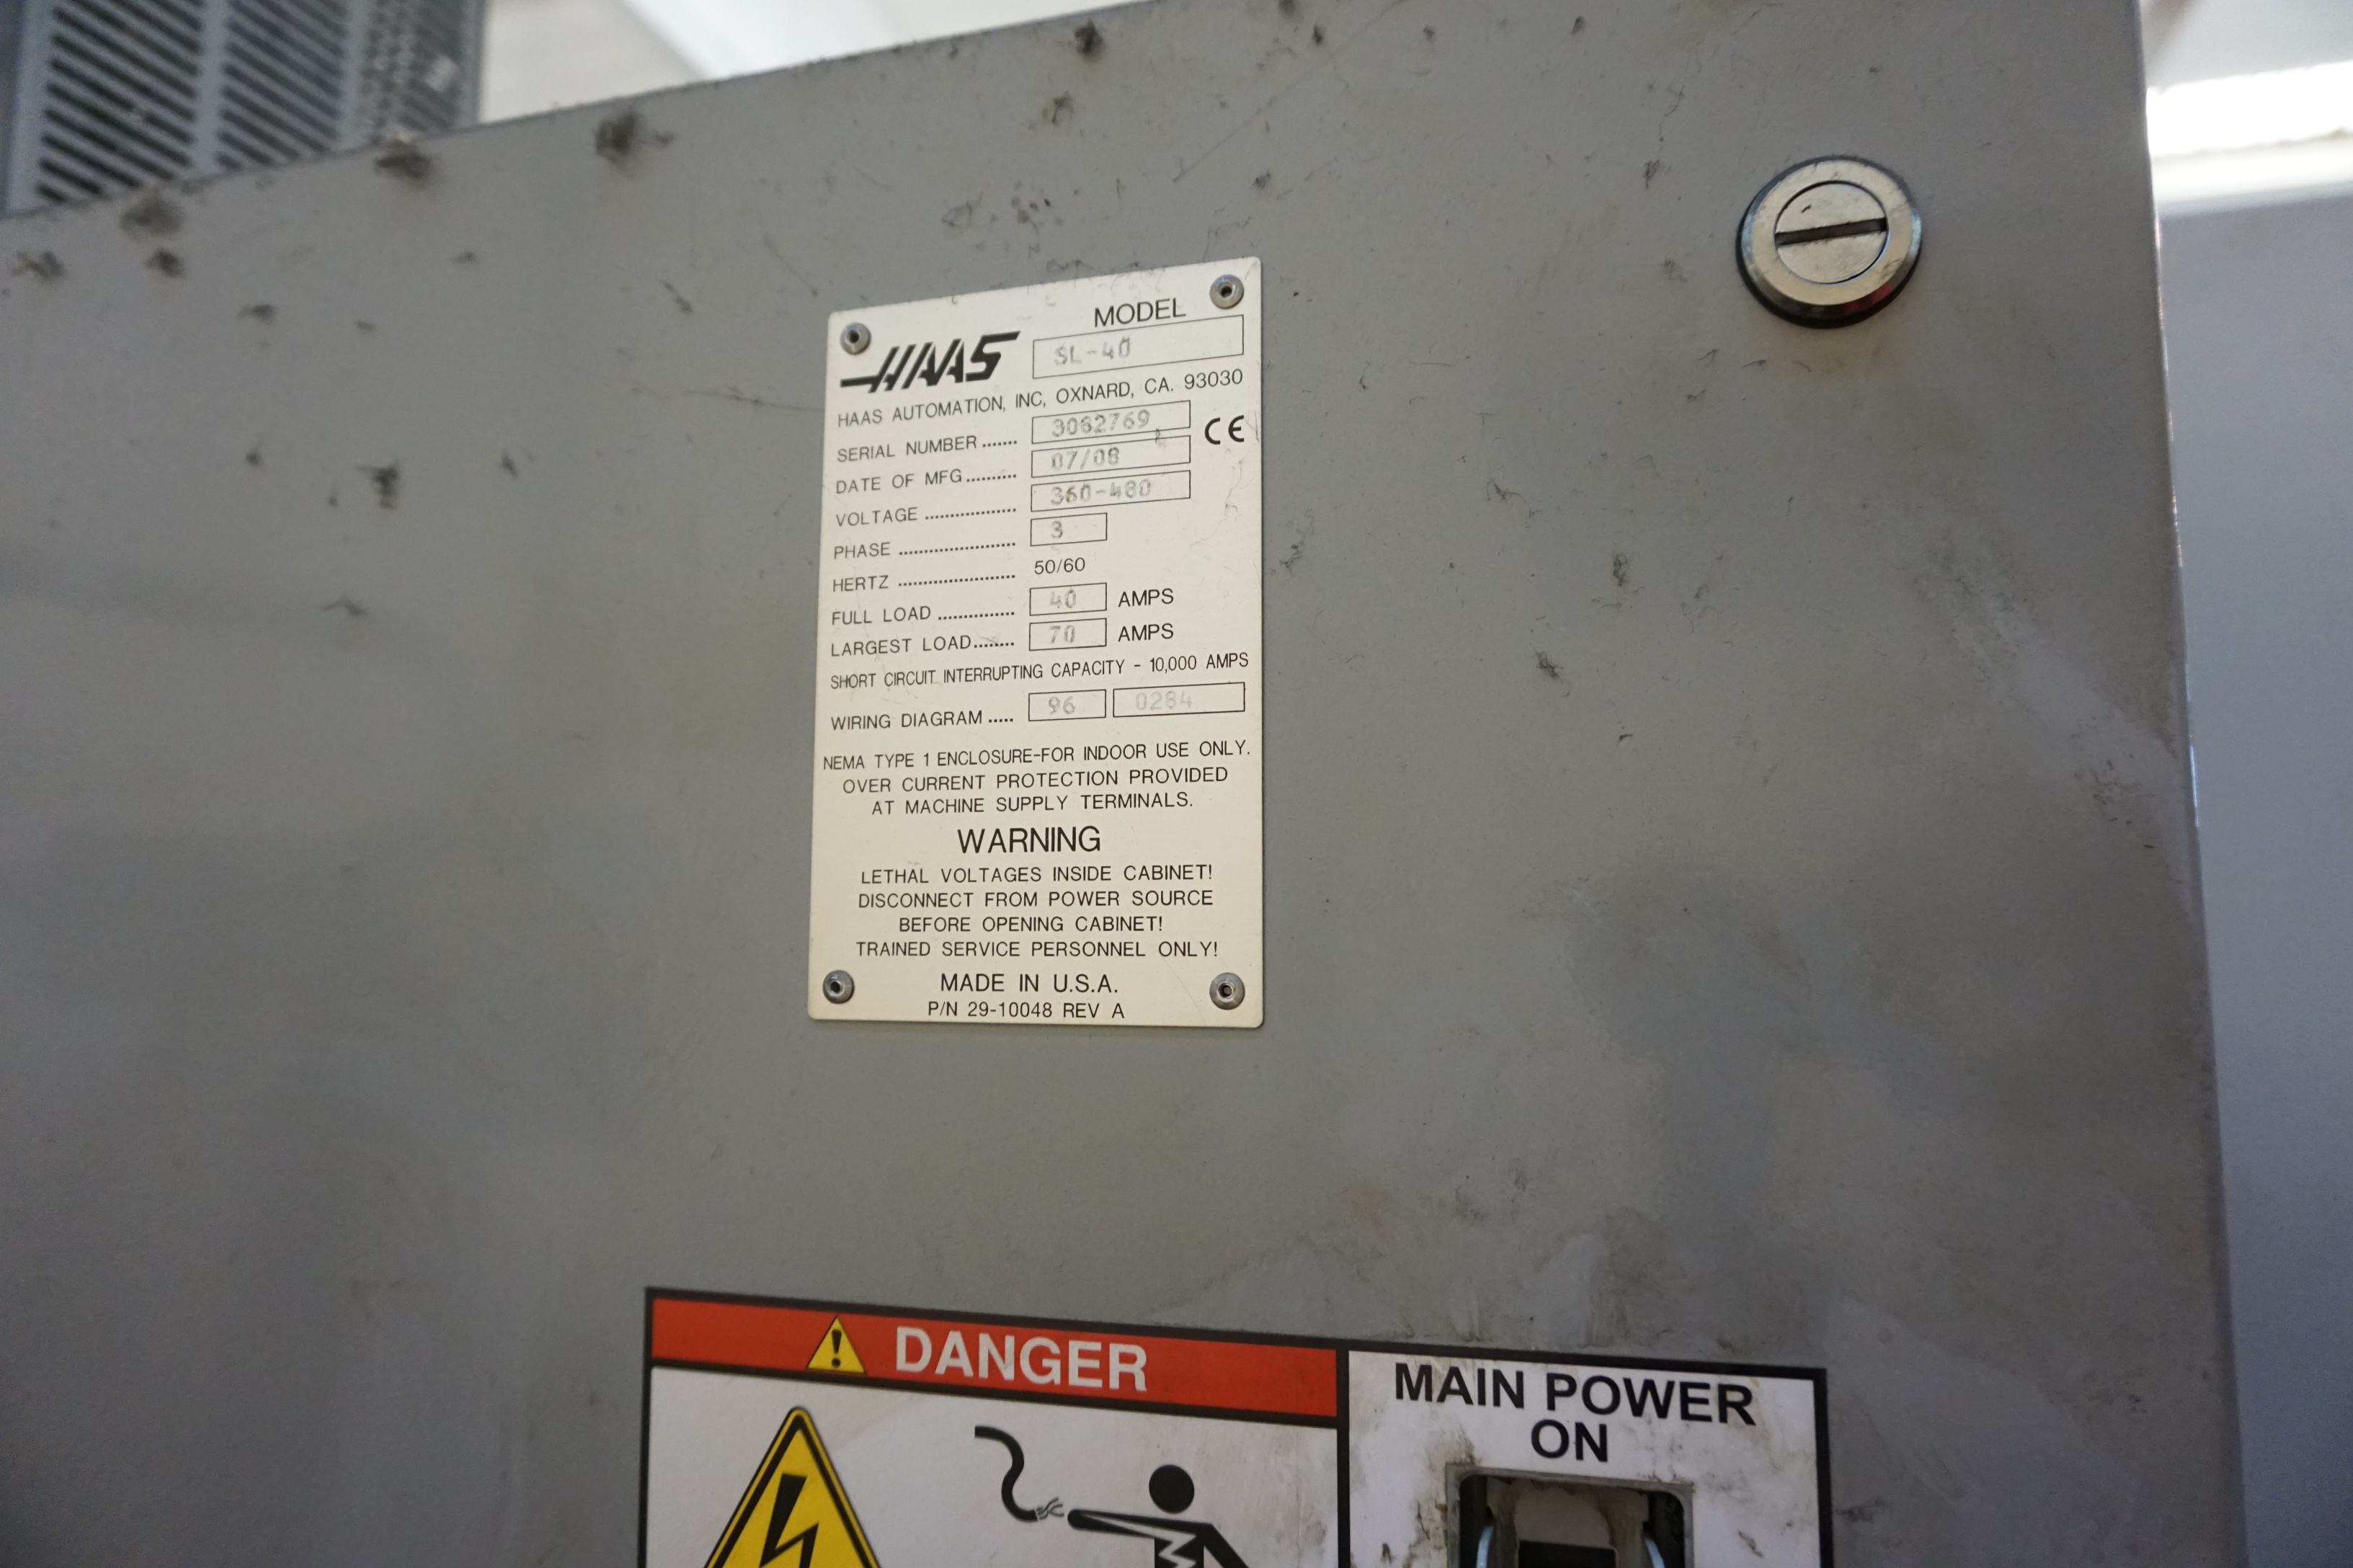 HAAS
MODEL
SL-40
HAAS AUTOMATION, INC, OXNARD, CA. 93030
SERIAL NUMBER ....... 3082769
CE
DATE OF MFG.......... 07/08
VOLTAGE .................. 360-480
PHASE ....................... 3
HERTZ ....................... 50/60
FULL LOAD ............... 40 AMPS
LARGEST LOAD........ 70 AMPS
SHORT CIRCUIT INTERRUPTING CAPACITY - 10,000 AMPS
WIRING DIAGRAM ..... 96 0284
NEMA TYPE 1 ENCLOSURE-FOR INDOOR USE ONLY.
OVER CURRENT PROTECTION PROVIDED
AT MACHINE SUPPLY TERMINALS.
WARNING
LETHAL VOLTAGES INSIDE CABINET!
DISCONNECT FROM POWER SOURCE
BEFORE OPENING CABINET!
TRAINED SERVICE PERSONNEL ONLY!
MADE IN U.S.A.
P/N 29-10048 REV A
DANGER
MAIN POWER
ON